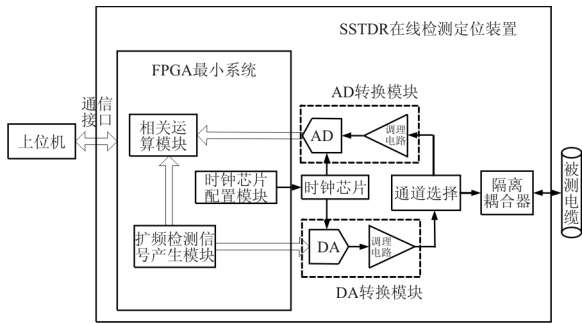 SSTDR在线检测定位装置
FPGA最小系统
AD转换模块
通信
接口
上位机
相关运
算模块
AD
调理
电路
时钟芯片
配置模块
时钟芯片
通道选择
隔离
耦合器
被测电缆
扩频检测信
号产生模块
DA
调理
电路
DA转换模块